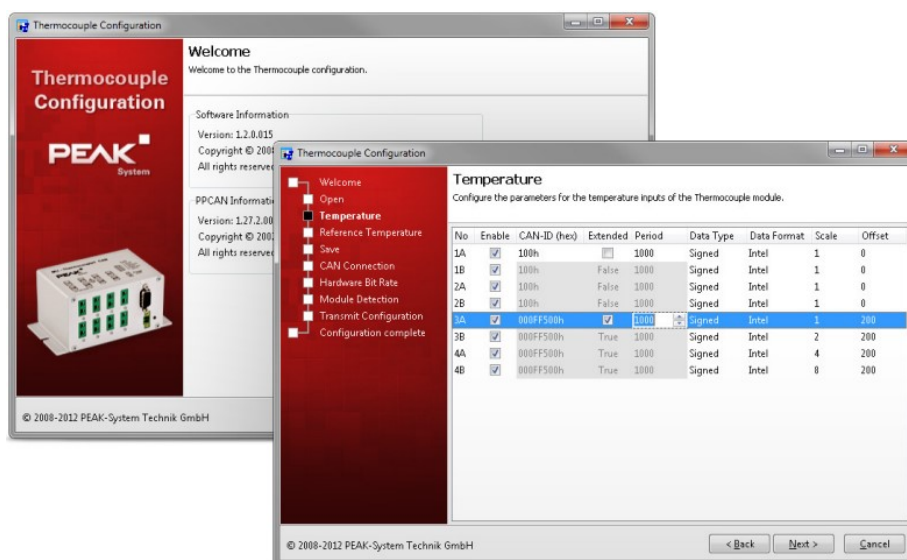 Thermocouple Configuration
Thermocouple
Configuration
PEAK
System
Welcome
Welcome to the Thermocouple configuration.
Software Information
Version: 1.2.0.015
Copyright © 200
All rights reserve
PPCAN Informati
Version: 1.27.2.00
Copyright © 200
All rights reserve
© 2008-2012 PEAK-System Technik GmbH
Thermocouple Configuration
Welcome
Open
Temperature
Reference Temperature
Save
CAN Connection
Hardware Bit Rate
Module Detection
Transmit Configuration
Configuration complete
Temperature
Configure the parameters for the temperature inputs of the Thermocouple module.
No Enable CAN-ID (hex) Extended Period Data Type Data Format Scale Offset
1A 100h 1000 Signed Intel 1 0
1B 100h False 1000 Signed Intel 1 0
2A 100h False 1000 Signed Intel 1 0
2B 100h False 1000 Signed Intel 1 0
3A 000FF500h 1000 Signed Intel 1 200
3B 000FF500h True 1000 Signed Intel 2 200
4A 000FF500h True 1000 Signed Intel 4 200
4B 000FF500h True 1000 Signed Intel 8 200
© 2008-2012 PEAK-System Technik GmbH
< Back Next > Cancel